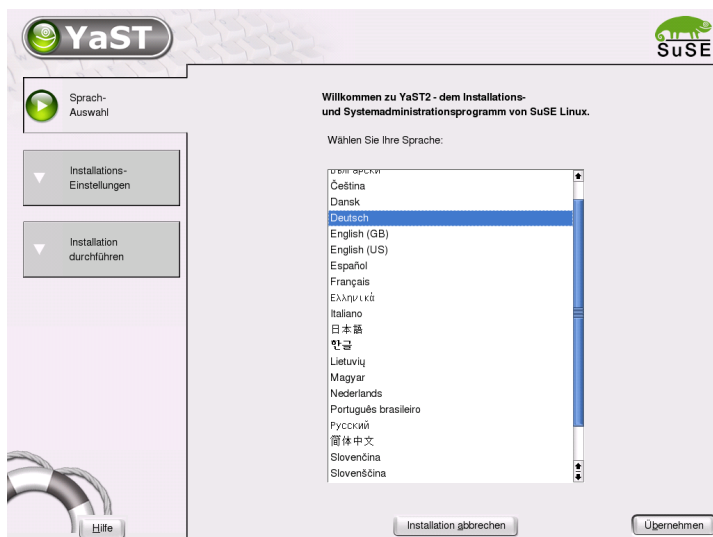 YaST
SuSE
Sprach-
Auswahl
Installations-
Einstellungen
Installation
durchführen
Willkommen zu YaST2 - dem Installations-
und Systemadministrationsprogramm von SuSE Linux.
Wählen Sie Ihre Sprache:
Български
Čeština
Dansk
Deutsch
English (GB)
English (US)
Español
Français
Ελληνικά
Italiano
日本語
한글
Lietuvių
Magyar
Nederlands
Português brasileiro
Русский
简体中文
Slovenčina
Slovenščina
Hilfe
Installation abbrechen
Übernehmen